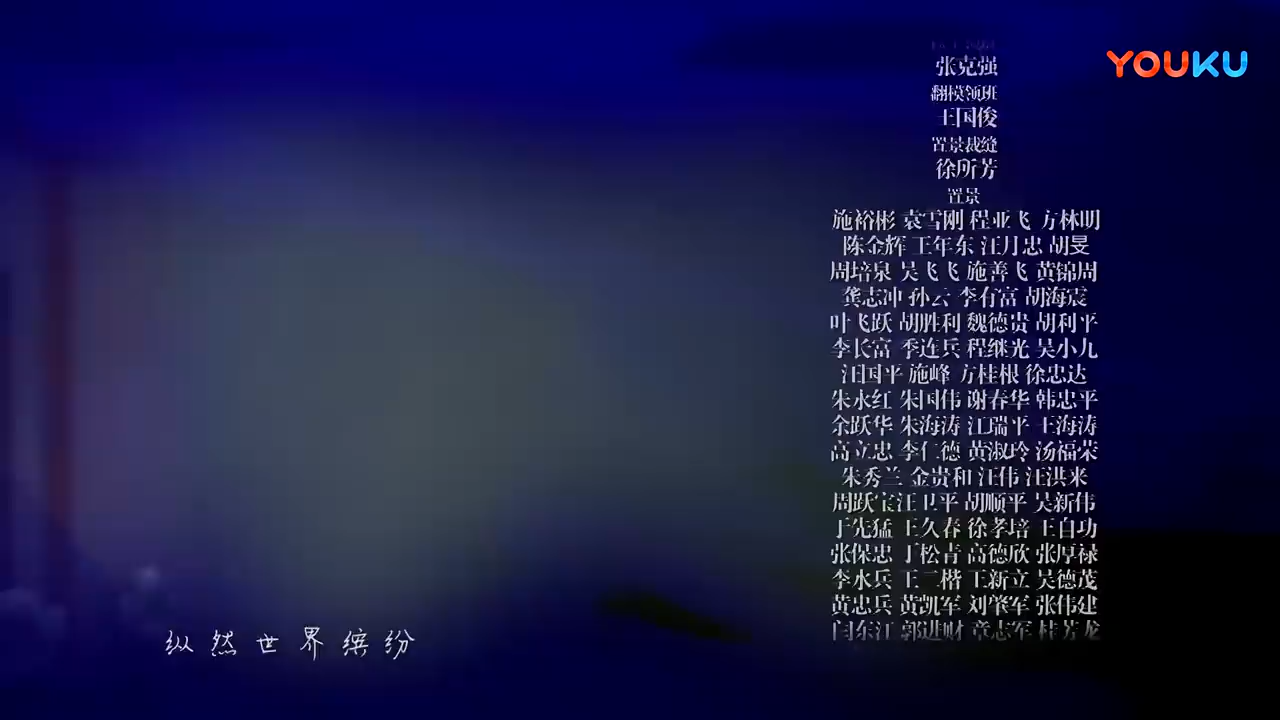 YOUKU
张克强
翻模领班
王国俊
置景裁缝
徐所芳
置景
施裕彬 袁雪刚 程亚飞 方林明
陈金辉 王年东 汪月忠 胡旻
周培泉 吴飞飞 施善飞 黄锦周
龚志冲 孙云 李有富 胡海震
叶飞跃 胡胜利 魏德贵 胡利平
李长富 季连兵 程继光 吴小九
汪国平 施峰 方桂根 徐忠达
朱永红 朱国伟 谢春华 韩忠平
余跃华 朱海涛 江瑞平 王海涛
高立忠 李仁德 黄淑玲 汤福荣
朱秀兰 金贵和 汪伟 汪洪来
周跃宝 汪卫平 胡顺平 吴新伟
于先猛 王久春 徐孝培 王自功
张保忠 丁松青 高德欣 张厚禄
李水兵 王二楷 王新立 吴德茂
黄忠兵 黄凯军 刘肇军 张伟建
闫东江 郭进财 章志军 桂芳龙
纵然世界缤纷